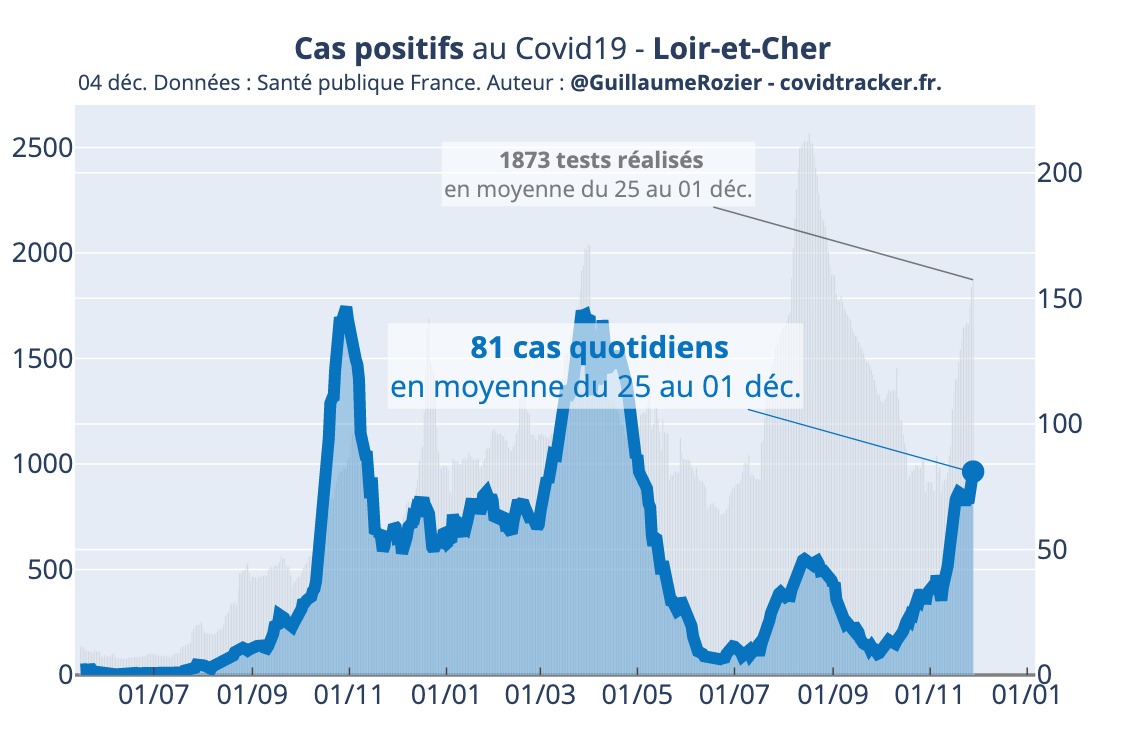 Cas positifs au Covid19 - Loir-et-Cher
04 déc. Données : Santé publique France. Auteur : @GuillaumeRozier - covidtracker.fr.
2500
2000
1500
1000
500
0
200
150
100
50
0
1873 tests réalisés
en moyenne du 25 au 01 déc.
81 cas quotidiens
en moyenne du 25 au 01 déc.
01/07 01/09 01/11 01/01 01/03 01/05 01/07 01/09 01/11 01/01